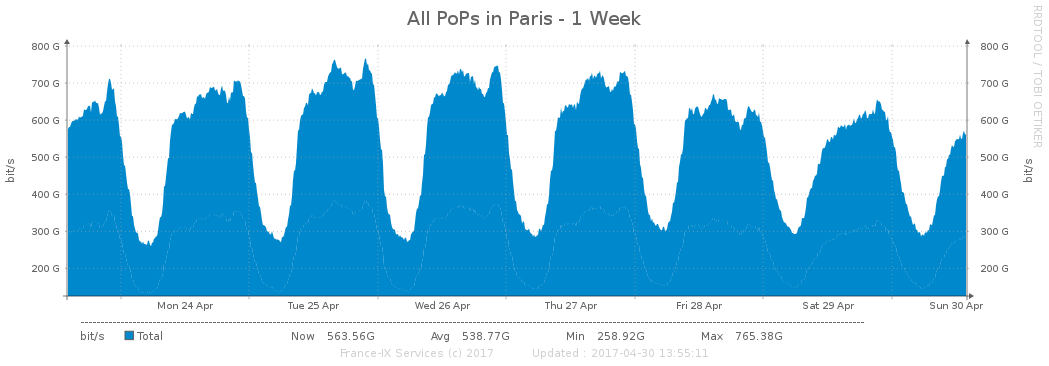 All PoPs in Paris - 1 Week
RRDTOOL / TOBI OETIKER
800 G 800 G
700 G 700 G
600 G 600 G
500 G 500 G
bit/s bit/s
400 G 400 G
300 G 300 G
200 G 200 G
Mon 24 Apr Tue 25 Apr Wed 26 Apr Thu 27 Apr Fri 28 Apr Sat 29 Apr Sun 30 Apr
bit/s Total Now 563.56G Avg 538.77G Min 258.92G Max 765.38G
France-IX Services (c) 2017 Updated : 2017-04-30 13:55:11